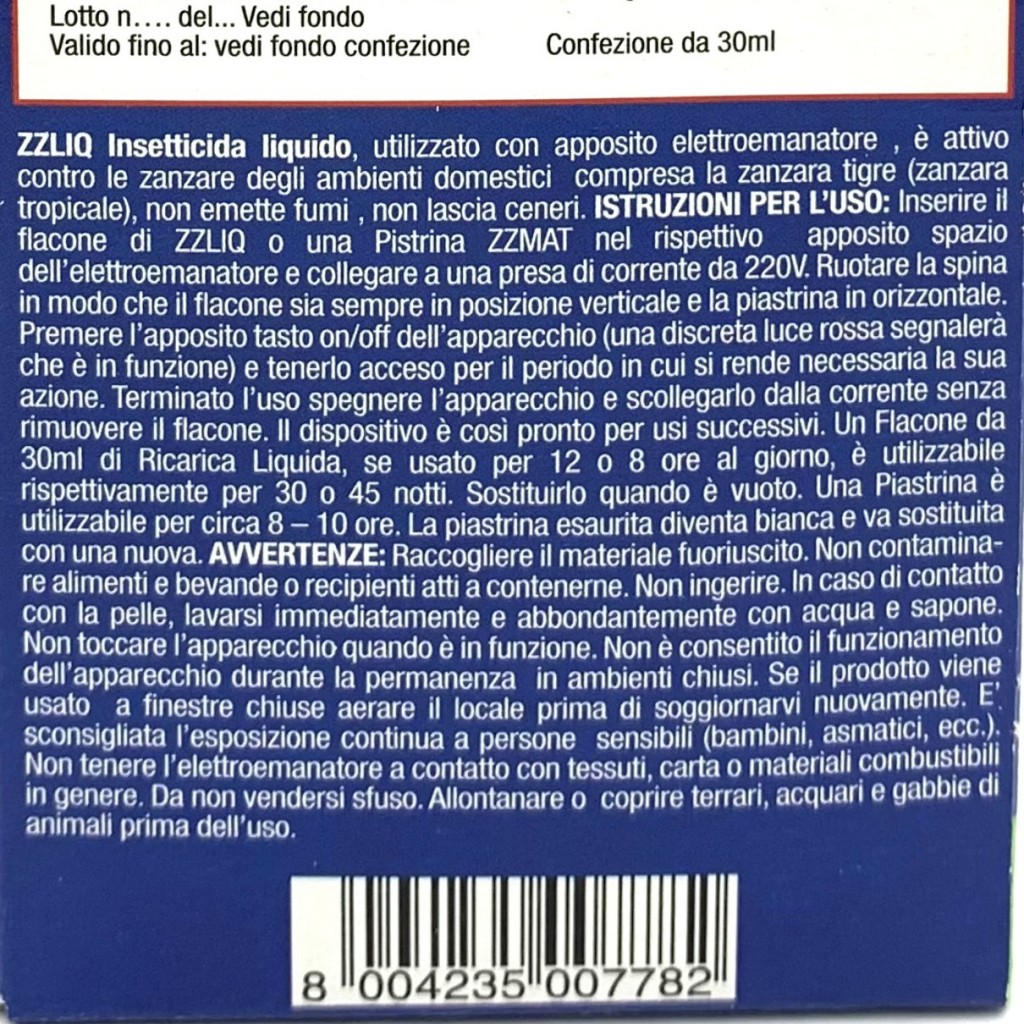 Lotto n.... del... Vedi fondo
Valido fino al: vedi fondo confezione Confezione da 30ml
ZZLIQ Insetticida liquido, utilizzato con apposito elettroemanatore , è attivo
contro le zanzare degli ambienti domestici compresa la zanzara tigre (zanzara
tropicale), non emette fumi , non lascia ceneri. ISTRUZIONI PER L'USO: Inserire il
flacone di ZZLIQ o una Pistrina ZZMAT nel rispettivo apposito spazio
dell'elettroemanatore e collegare a una presa di corrente da 220V. Ruotare la spina
in modo che il flacone sia sempre in posizione verticale e la piastrina in orizzontale.
Premere l'apposito tasto on/off dell'apparecchio (una discreta luce rossa segnalerà
che è in funzione) e tenerlo acceso per il periodo in cui si rende necessaria la sua
azione. Terminato l'uso spegnere l'apparecchio e scollegarlo dalla corrente senza
rimuovere il flacone. Il dispositivo è così pronto per usi successivi. Un Flacone da
30ml di Ricarica Liquida, se usato per 12 o 8 ore al giorno, è utilizzabile
rispettivamente per 30 o 45 notti. Sostituirlo quando è vuoto. Una Piastrina è
utilizzabile per circa 8 – 10 ore. La piastrina esaurita diventa bianca e va sostituita
con una nuova. AVVERTENZE: Raccogliere il materiale fuoriuscito. Non contamina-
re alimenti e bevande o recipienti atti a contenerne. Non ingerire. In caso di contatto
con la pelle, lavarsi immediatamente e abbondantemente con acqua e sapone.
Non toccare l'apparecchio quando è in funzione. Non è consentito il funzionamento
dell'apparecchio durante la permanenza in ambienti chiusi. Se il prodotto viene
usato a finestre chiuse aerare il locale prima di soggiornarvi nuovamente. E'
sconsigliata l'esposizione continua a persone sensibili (bambini, asmatici, ecc.).
Non tenere l'elettroemanatore a contatto con tessuti, carta o materiali combustibili
in genere. Da non vendersi sfuso. Allontanare o coprire terrari, acquari e gabbie di
animali prima dell'uso.
8 004235 007782